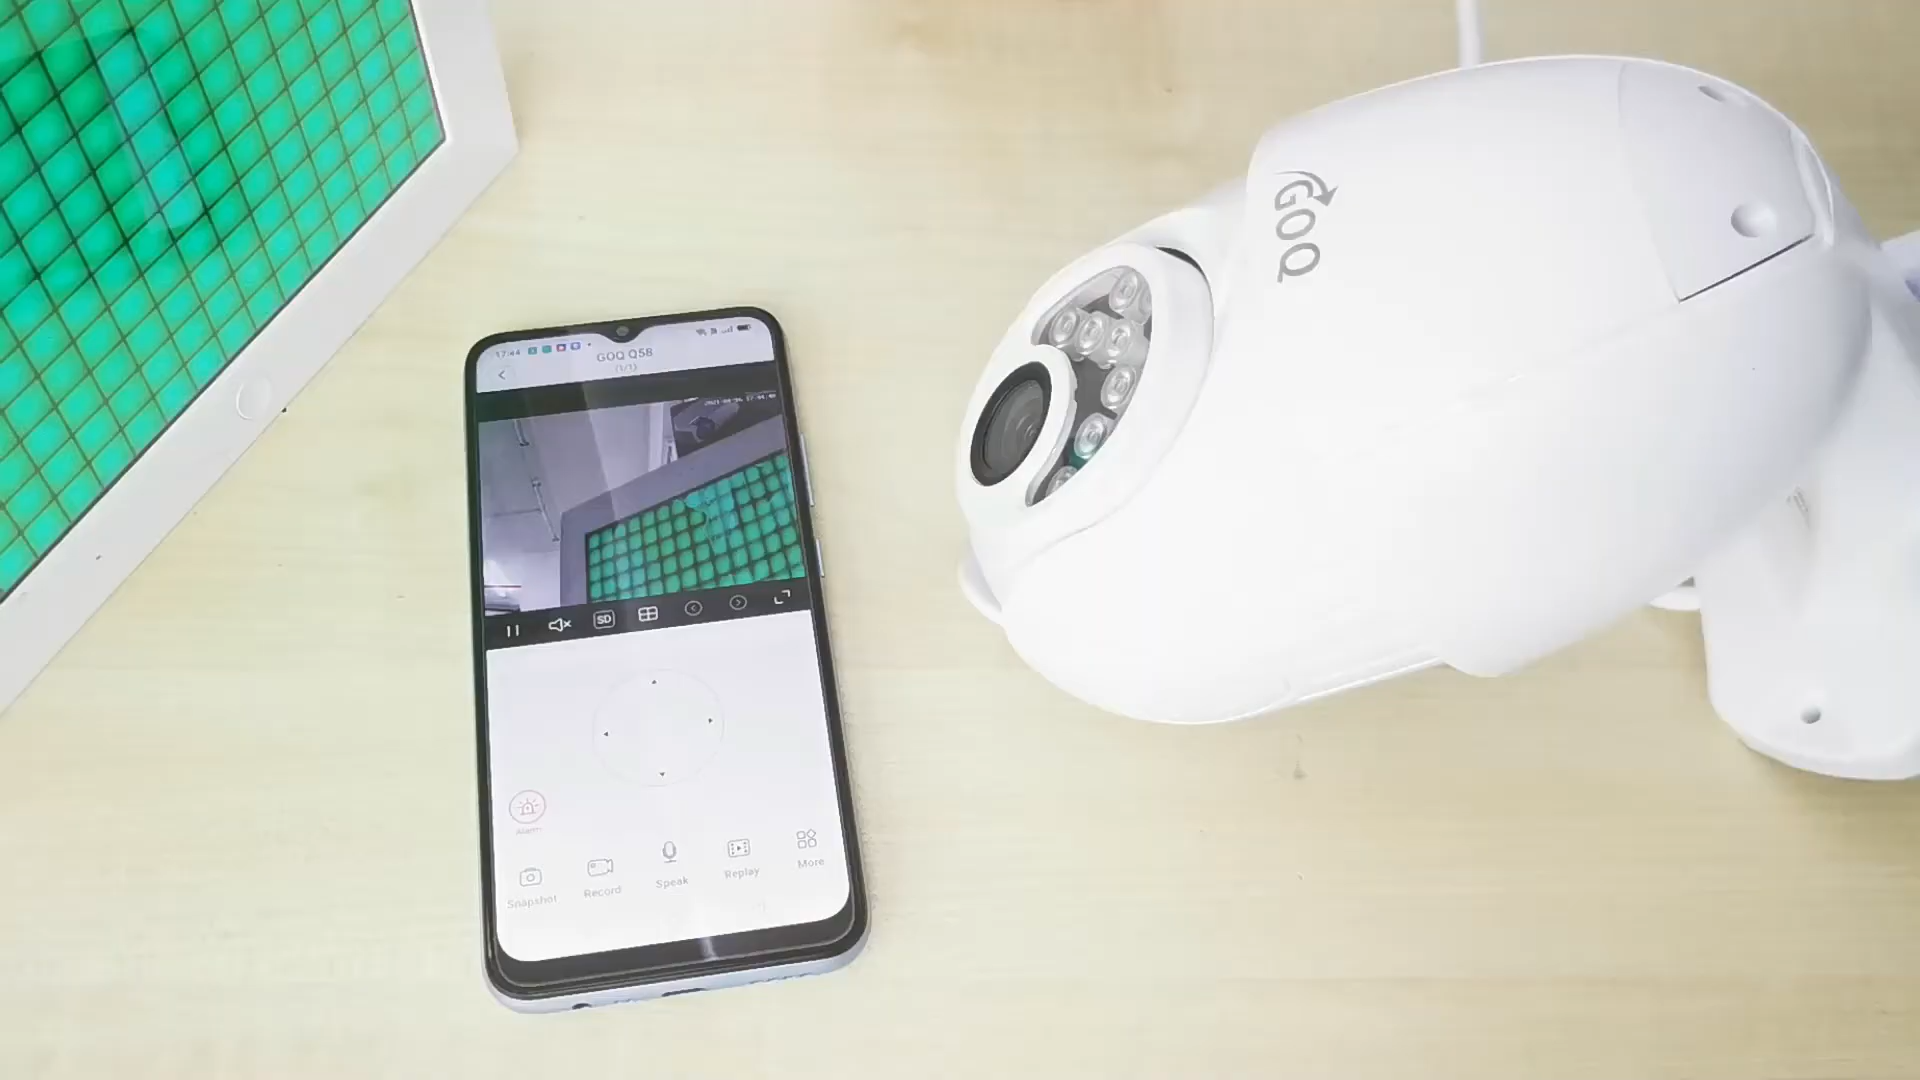 17:44
GOQ Q58
(1/1)
SD
Alarm
Snapshot
Record
Speak
Replay
More
GOQ